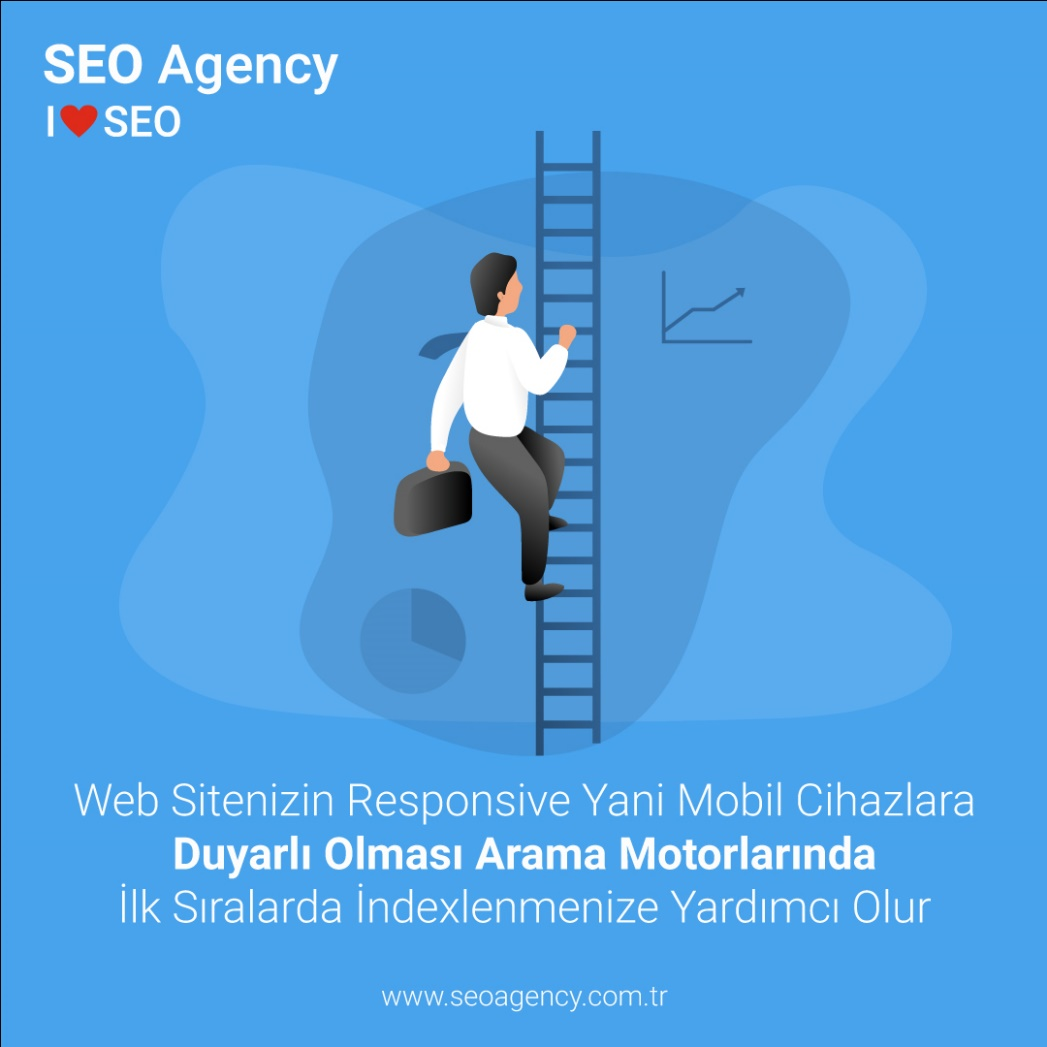 SEO Agency
I❤SEO
Web Sitenizin Responsive Yani Mobil Cihazlara
Duyarlı Olması Arama Motorlarında
İlk Sıralarda İndexlenmenize Yardımcı Olur
www.seoagency.com.tr